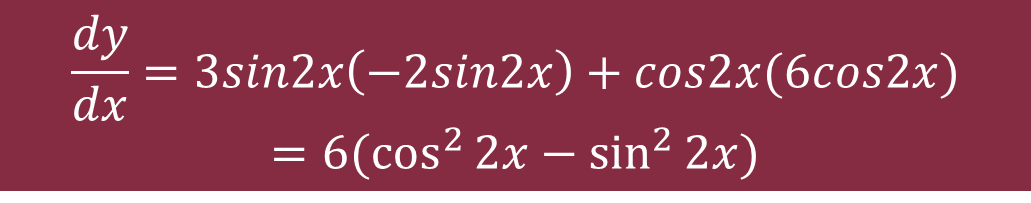 dy/dx = 3sin2x(−2sin2x) + cos2x(6cos2x)
= 6(cos² 2x − sin² 2x)